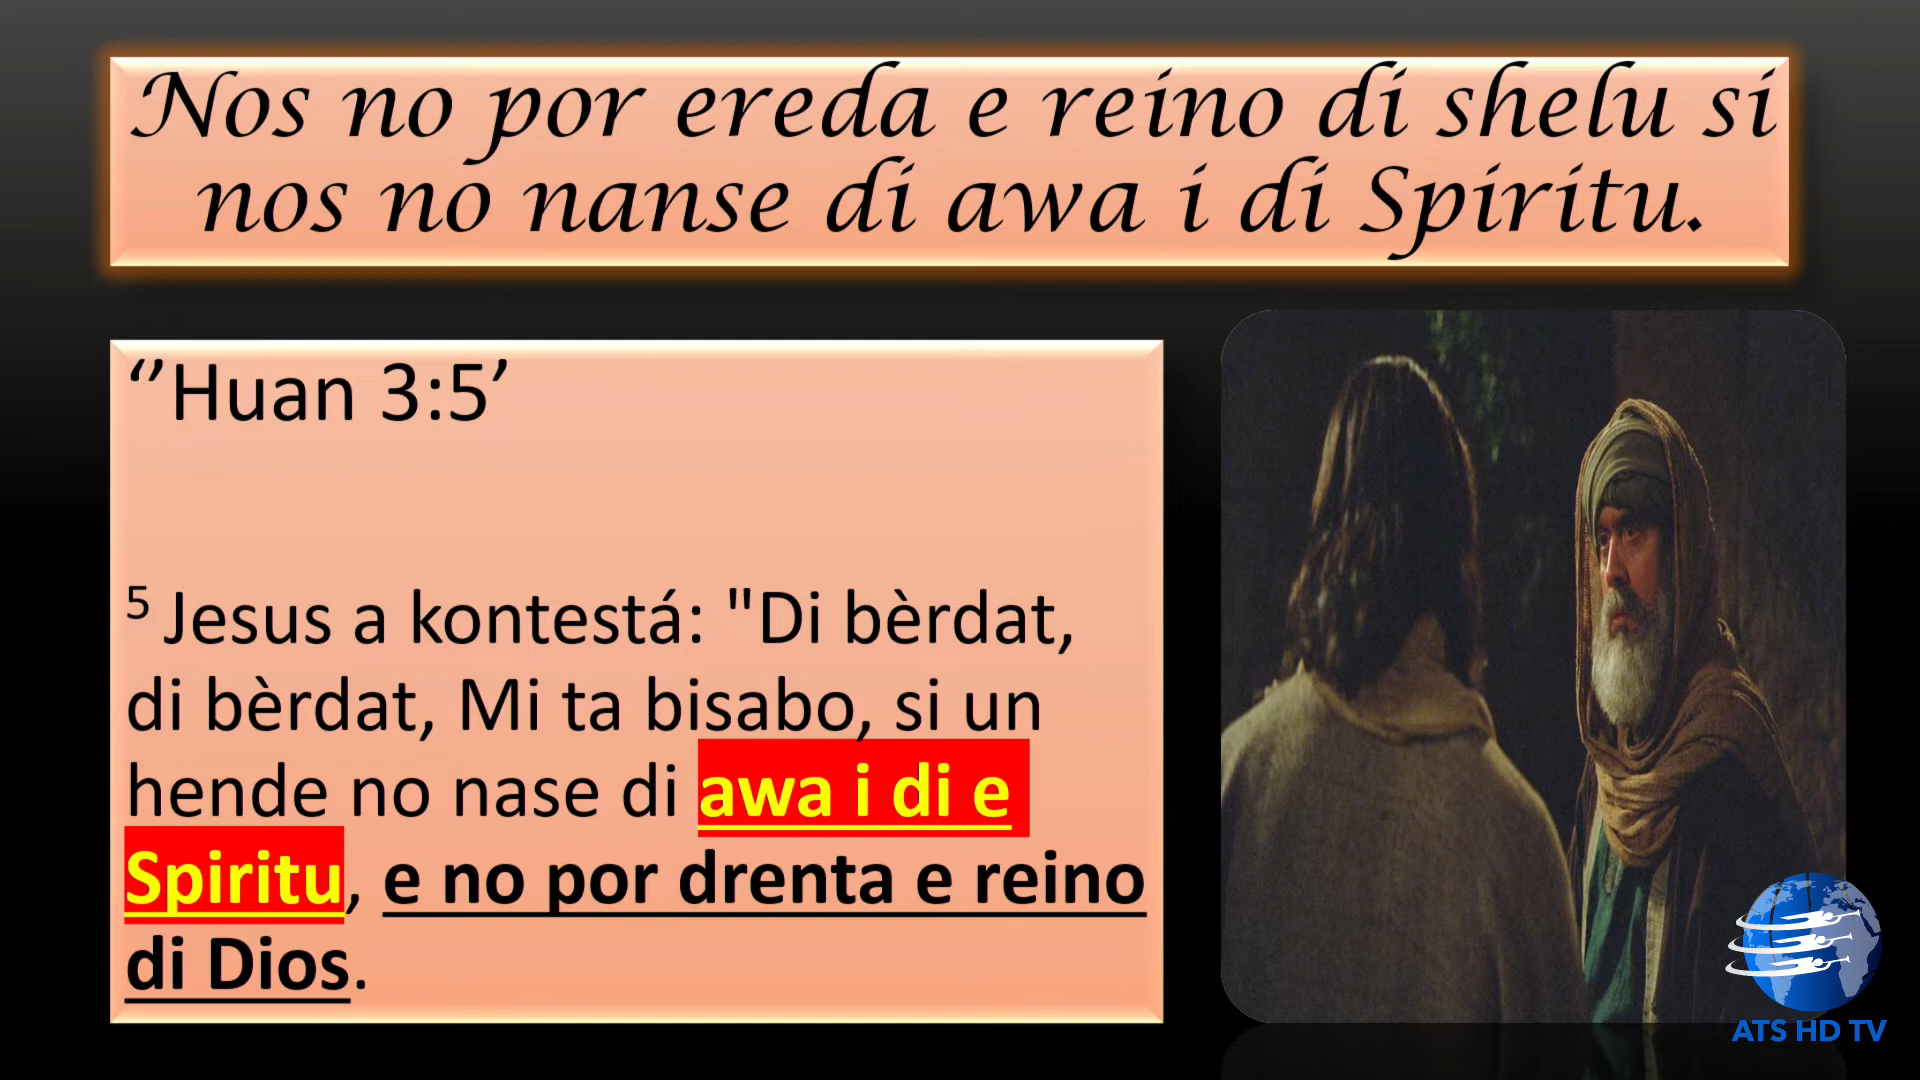 Nos no por ereda e reino di shelu si
nos no nanse di awa i di Spiritu.
‘’Huan 3:5’
5 Jesus a kontestá: "Di bèrdat,
di bèrdat, Mi ta bisabo, si un
hende no nase di awa i di e
Spiritu, e no por drenta e reino
di Dios.
ATS HD TV